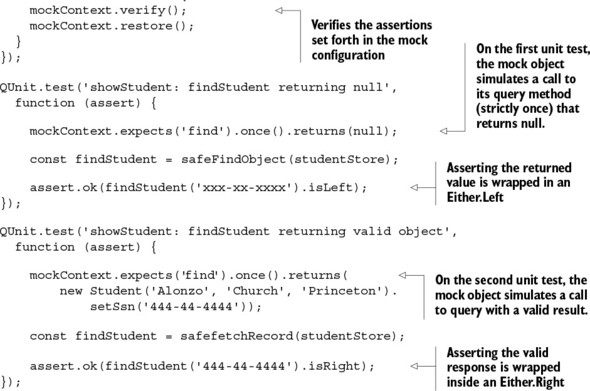 mockContext.verify();
mockContext.restore();
}
});
Verifies the assertions
set forth in the mock
configuration
On the first unit test,
the mock object
simulates a call to
its query method
(strictly once) that
returns null.
QUnit.test('showStudent: findStudent returning null',
function (assert) {
mockContext.expects('find').once().returns(null);
const findStudent = safeFindObject(studentStore);
assert.ok(findStudent('xxx-xx-xxxx').isLeft);
});
Asserting the returned
value is wrapped in an
Either.Left
QUnit.test('showStudent: findStudent returning valid object',
function (assert) {
mockContext.expects('find').once().returns(
new Student('Alonzo', 'Church', 'Princeton').
setSsn('444-44-4444'));
On the second unit test, the
mock object simulates a call
to query with a valid result.
const findStudent = safefetchRecord(studentStore);
assert.ok(findStudent('444-44-4444').isRight);
});
Asserting the valid
response is wrapped
inside an Either.Right